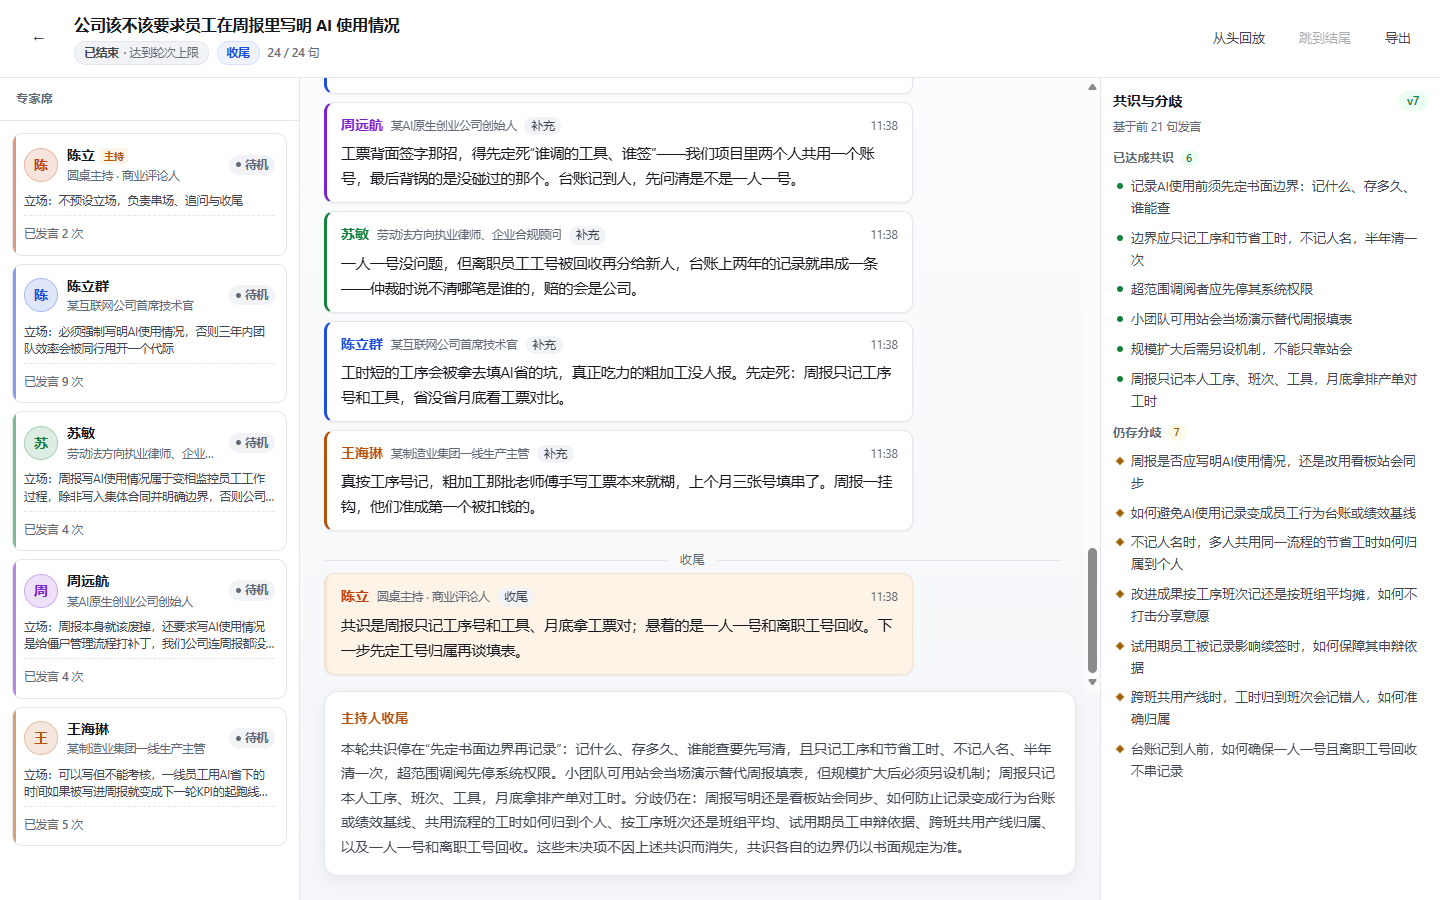 ←
公司该不该要求员工在周报里写明 AI 使用情况
已结束 · 达到轮次上限 收尾 24 / 24 句
从头回放 跳到结尾 导出
专家席
陈 陈立 主持 待机
圆桌主持 · 商业评论人
立场：不预设立场，负责串场、追问与收尾
已发言 2 次
陈 陈立群 待机
某互联网公司首席技术官
立场：必须强制写明AI使用情况，否则三年内团
队效率会被同行甩开一个代际
已发言 9 次
苏 苏敏 待机
劳动法方向执业律师、企业...
立场：周报写AI使用情况属于变相监控员工工作
过程，除非写入集体合同并明确边界，否则公司...
已发言 4 次
周 周远航 待机
某AI原生创业公司创始人
立场：周报本身就该废掉，还要求写AI使用情况
是给僵尸管理流程打补丁，我们公司连周报都没...
已发言 4 次
王 王海琳 待机
某制造业集团一线生产主管
立场：可以写但不能考核，一线员工用AI省下的
时间如果被写进周报就变成下一轮KPI的起跑线...
已发言 5 次
周远航 某AI原生创业公司创始人 补充 11:38
工票背面签字那招，得先定死“谁调的工具、谁签”——我们项目里两个人共用一个账
号，最后背锅的是没碰过的那个。台账记到人，先问清是不是一人一号。
苏敏 劳动法方向执业律师、企业合规顾问 补充 11:38
一人一号没问题，但离职员工工号被回收再分给新人，台账上两年的记录就串成一条
——仲裁时说不清哪笔是谁的，赔的会是公司。
陈立群 某互联网公司首席技术官 补充 11:38
工时短的工序会被拿去填AI省的坑，真正吃力的粗加工没人报。先定死：周报只记工序
号和工具，省没省月底看工票对比。
王海琳 某制造业集团一线生产主管 补充 11:38
真按工序号记，粗加工那批老师傅手写工票本来就糊，上个月三张号填串了。周报一挂
钩，他们准成第一个被扣钱的。
收尾
陈立 圆桌主持 · 商业评论人 收尾 11:38
共识是周报只记工序号和工具、月底拿工票对；悬着的是一人一号和离职工号回收。下
一步先定工号归属再谈填表。
主持人收尾
本轮共识停在“先定书面边界再记录”：记什么、存多久、谁能查要先写清，且只记工序和节省工时、不记人名、半年
清一次，超范围调阅先停系统权限。小团队可用站会当场演示替代周报填表，但规模扩大后必须另设机制；周报只记
本人工序、班次、工具，月底拿排产单对工时。分歧仍在：周报写明还是看板站会同步、如何防止记录变成行为台账
或绩效基线、共用流程的工时如何归到个人、按工序班次还是班组平均、试用期员工申辩依据、跨班共用产线归属、
以及一人一号和离职工号回收。这些未决项不因上述共识而消失，共识各自的边界仍以书面规定为准。
共识与分歧 v7
基于前 21 句发言
已达成共识 6
记录AI使用前须先定书面边界：记什么、存多久、
谁能查
边界应只记工序和节省工时，不记人名，半年清一
次
超范围调阅者应先停其系统权限
小团队可用站会当场演示替代周报填表
规模扩大后需另设机制，不能只靠站会
周报只记本人工序、班次、工具，月底拿排产单对
工时
仍存分歧 7
周报是否应写明AI使用情况，还是改用看板站会同
步
如何避免AI使用记录变成员工行为台账或绩效基线
不记人名时，多人共用同一流程的节省工时如何归
属到个人
改进成果按工序班次记还是按班组平均摊，如何不
打击分享意愿
试用期员工被记录影响续签时，如何保障其申辩依
据
跨班共用产线时，工时归到班次会记错人，如何准
确归属
台账记到人前，如何确保一人一号且离职工号回收
不串记录